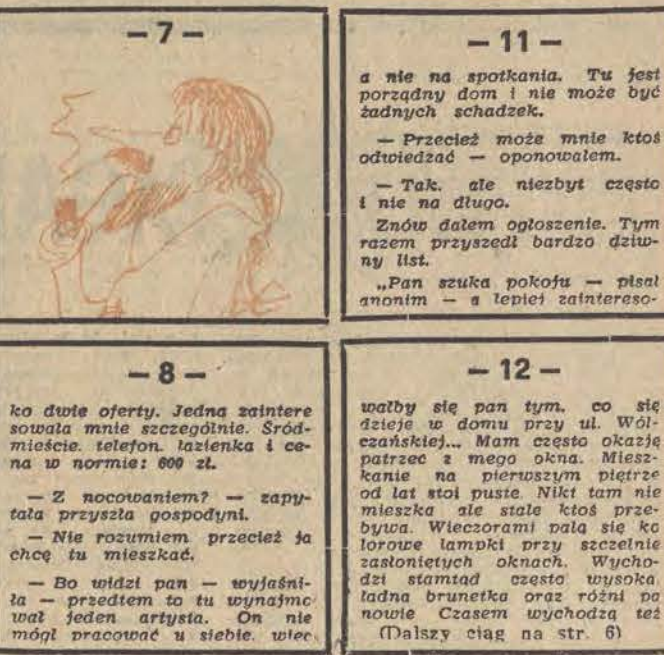 — 7 —
— 8 —
ko dwie oferty. Jedna zaintere
sowała mnie szczególnie. Śród-
mieście. telefon. łazienka i ce-
na w normie: 600 zł.
— Z nocowaniem? — zapy-
tała przyszła gospodyni.
— Nie rozumiem przecież ja
chcę tu mieszkać.
— Bo widzi pan — wyjaśni-
ła — przedtem to tu wynajmo
wał jeden artysta. On nie
mógł pracować u siebie. więc
— 11 —
a nie na spotkania. Tu jest
porządny dom i nie może być
żadnych schadzek.
— Przecież może mnie ktoś
odwiedzać — oponowałem.
— Tak. ale niezbyt często
i nie na długo.
Znów dałem ogłoszenie. Tym
razem przyszedł bardzo dziw-
ny list.
„Pan szuka pokoju — pisał
anonim — a lepiej zaintereso-
— 12 —
wałby się pan tym. co się
dzieje w domu przy ul. Wól-
czańskiej... Mam często okazję
patrzeć z mego okna. Miesz-
kanie na pierwszym piętrze
od lat stoi puste. Nikt tam nie
mieszka ale stale ktoś prze-
bywa. Wieczorami palą się ko
lorowe lampki przy szczelnie
zasłoniętych oknach. Wycho-
dzi stamtąd często wysoka
ładna brunetka oraz różni pa
nowie Czasem wychodzą też
(Dalszy ciąg na str. 6)